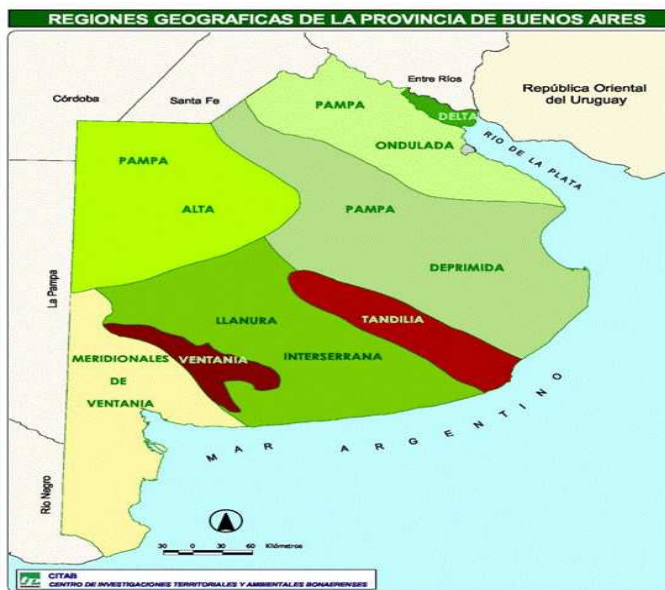 REGIONES GEOGRAFICAS DE LA PROVINCIA DE BUENOS AIRES
Entre Ríos
República Oriental
del Uruguay
Córdoba
Santa Fe
PAMPA
ONDULADA
DELTA
RIO DE LA PLATA
PAMPA
ALTA
PAMPA
DEPRIMIDA
La Pampa
LLANURA
INTERSERRANA
TANDILIA
VENTANIA
MERIDIONALES
DE
VENTANIA
MAR ARGENTINO
Río Negro
30 0 30 60 Kilómetros
CITAB
CENTRO DE INVESTIGACIONES TERRITORIALES Y AMBIENTALES BONAERENSES